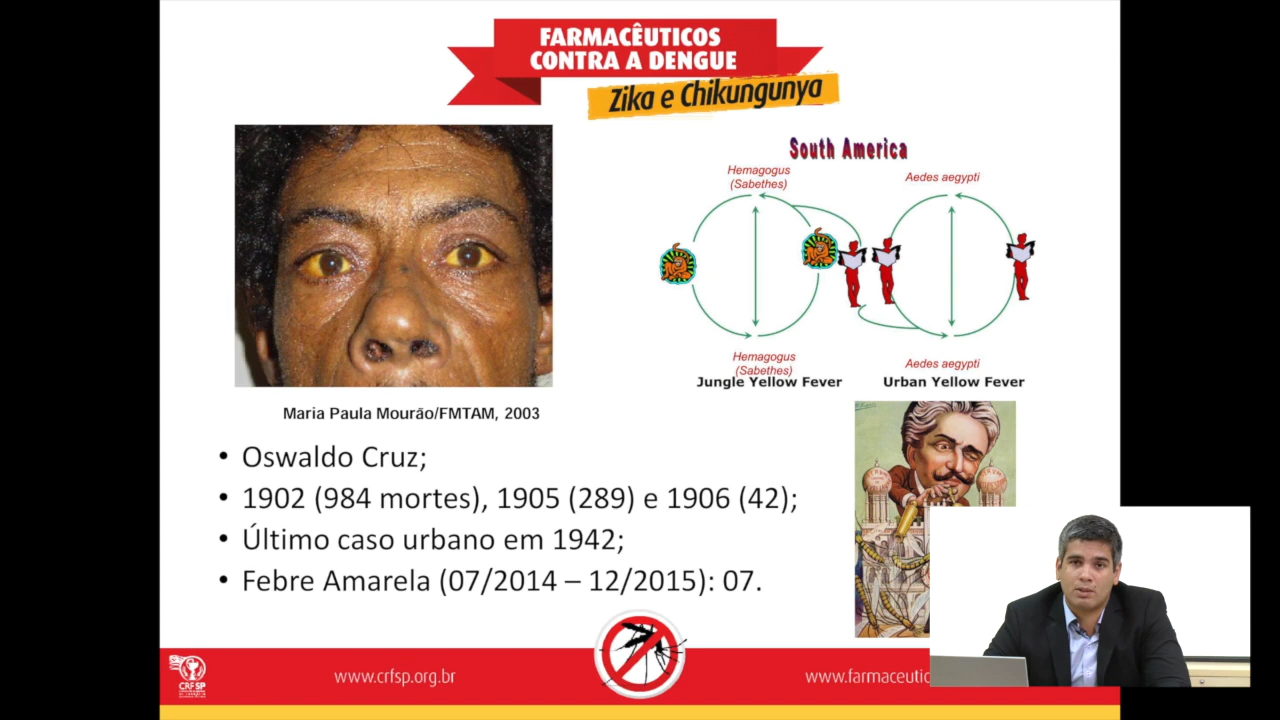 FARMACÊUTICOS
CONTRA A DENGUE
Zika e Chikungunya
South America
Hemagogus
(Sabethes)
Aedes aegypti
Hemagogus
(Sabethes)
Aedes aegypti
Jungle Yellow Fever
Urban Yellow Fever
Maria Paula Mourão/FMTAM, 2003
• Oswaldo Cruz;
• 1902 (984 mortes), 1905 (289) e 1906 (42);
• Último caso urbano em 1942;
• Febre Amarela (07/2014 – 12/2015): 07.
CRF SP
www.crfsp.org.br
www.farmaceutic